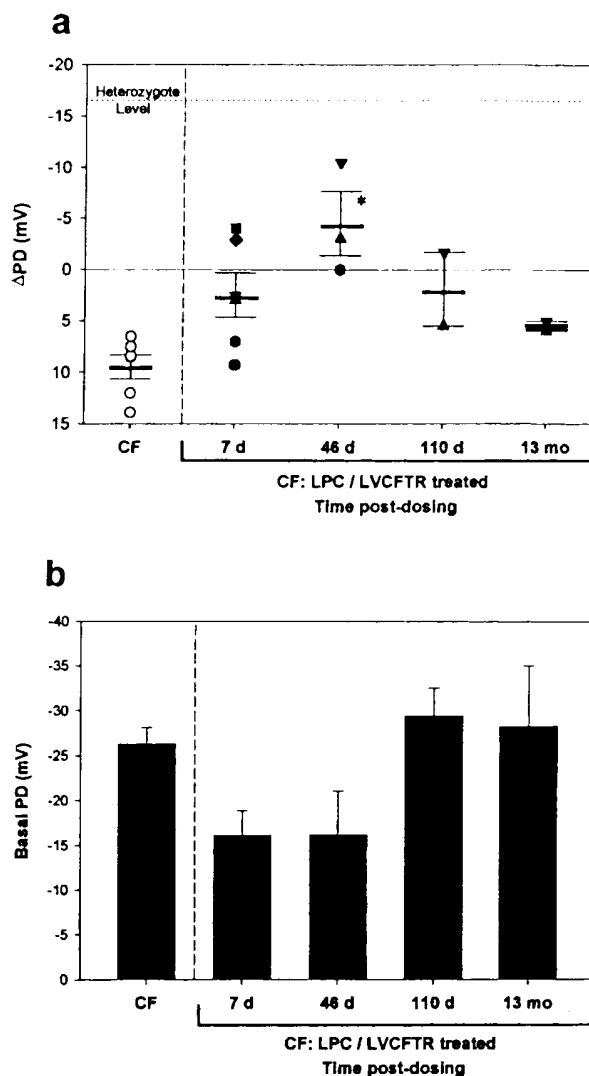 a
-20
Heterozygote
Level
-15
-10
*
-5
0
5
10
15
ΔPD (mV)
CF 7 d 46 d 110 d 13 mo
CF: LPC / LVCFTR treated
Time post-dosing
b
-40
-35
-30
-25
-20
-15
-10
-5
0
Basal PD (mV)
CF 7 d 46 d 110 d 13 mo
CF: LPC / LVCFTR treated
Time post-dosing